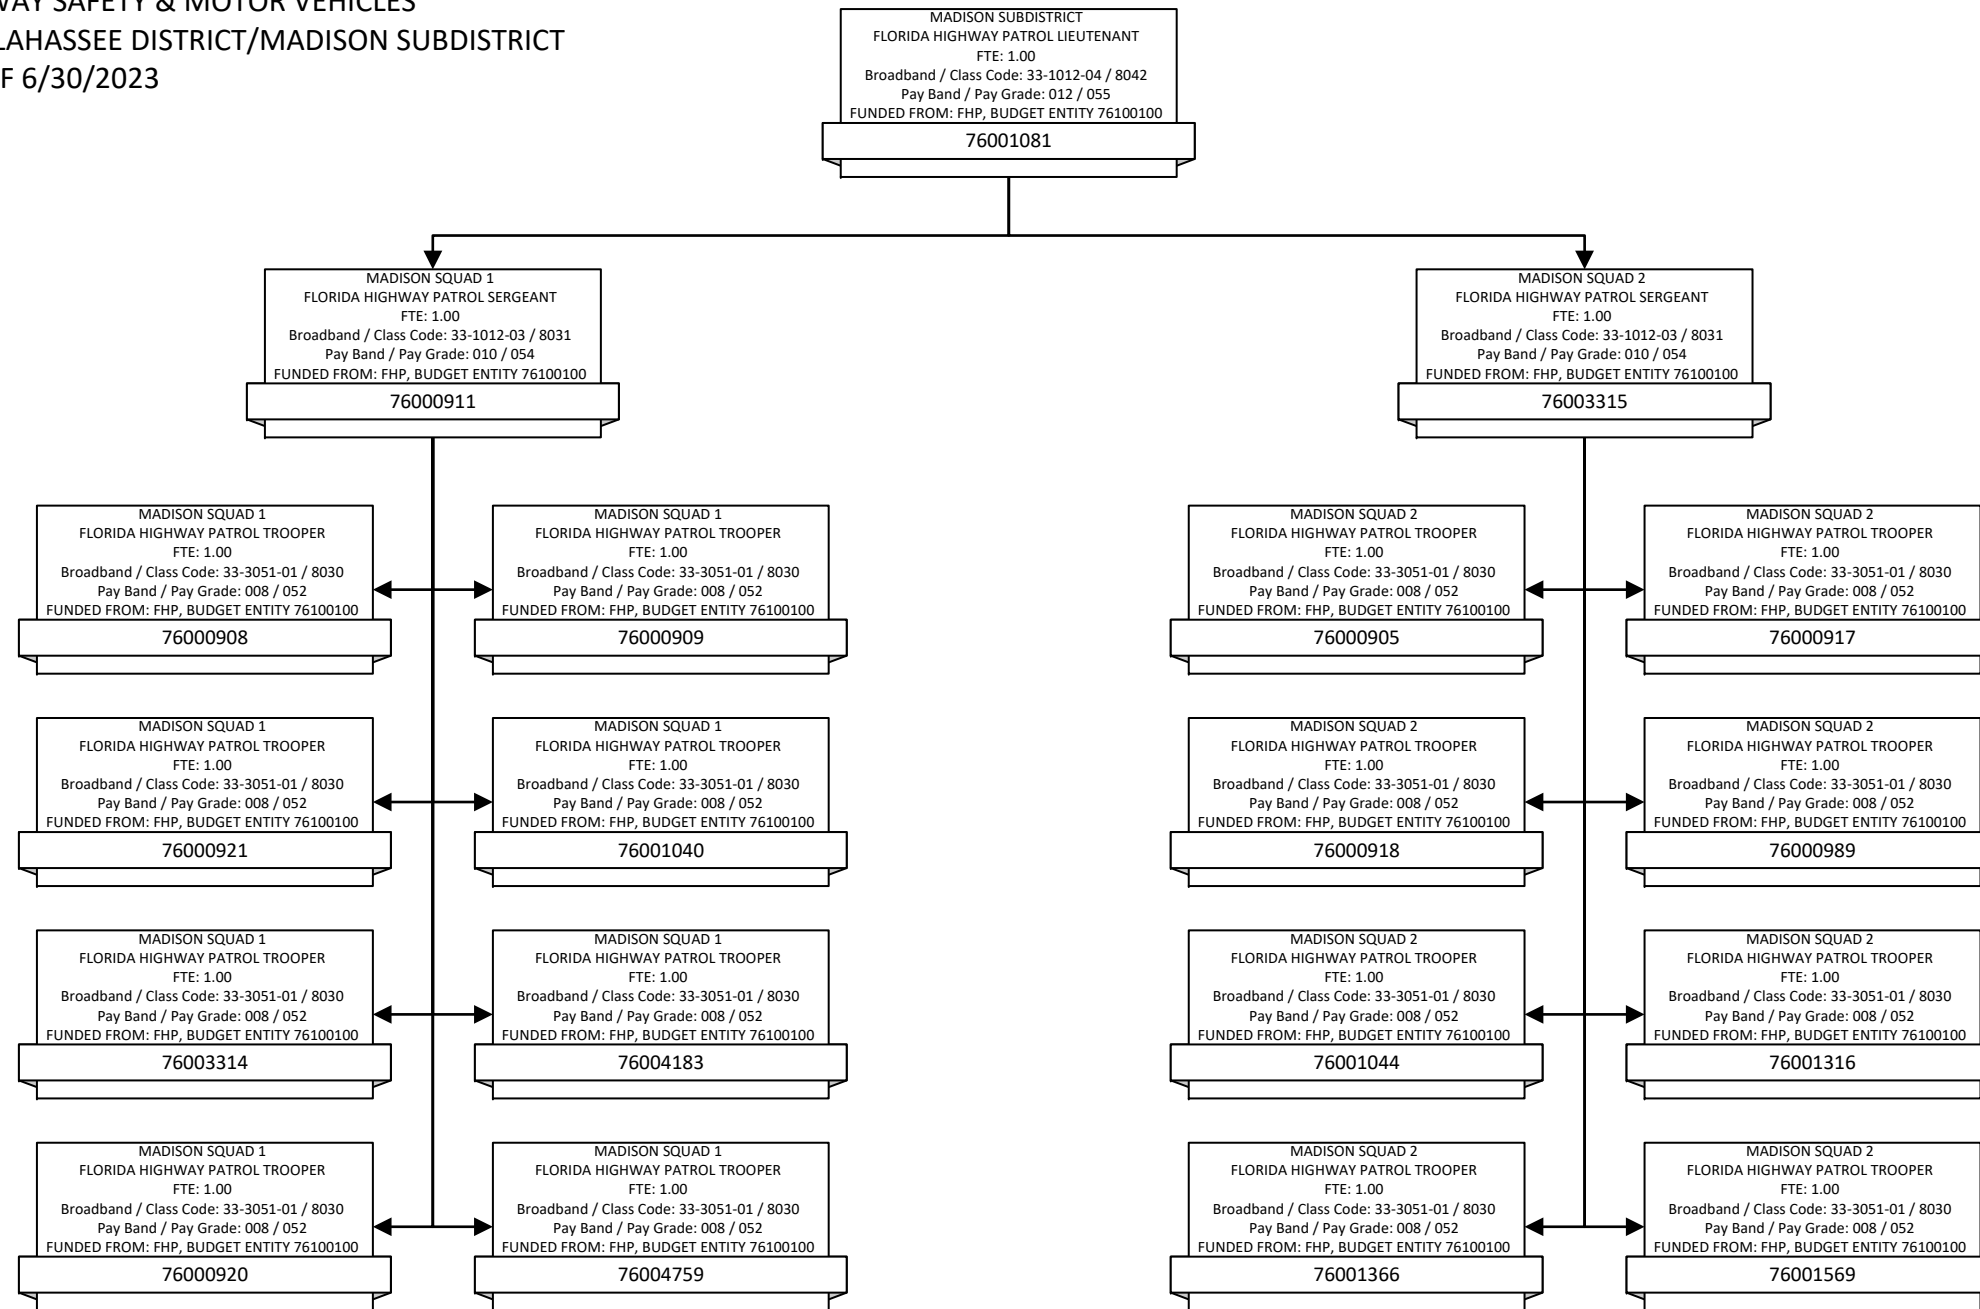 WAY SAFETY & MOTOR VEHICLES
LAHASSEE DISTRICT/MADISON SUBDISTRICT
F 6/30/2023
MADISON SUBDISTRICT
FLORIDA HIGHWAY PATROL LIEUTENANT
FTE: 1.00
Broadband / Class Code: 33-1012-04 / 8042
Pay Band / Pay Grade: 012 / 055
FUNDED FROM: FHP, BUDGET ENTITY 76100100
76001081
MADISON SQUAD 1
FLORIDA HIGHWAY PATROL SERGEANT
FTE: 1.00
Broadband / Class Code: 33-1012-03 / 8031
Pay Band / Pay Grade: 010 / 054
FUNDED FROM: FHP, BUDGET ENTITY 76100100
76000911
MADISON SQUAD 2
FLORIDA HIGHWAY PATROL SERGEANT
FTE: 1.00
Broadband / Class Code: 33-1012-03 / 8031
Pay Band / Pay Grade: 010 / 054
FUNDED FROM: FHP, BUDGET ENTITY 76100100
76003315
MADISON SQUAD 1
FLORIDA HIGHWAY PATROL TROOPER
FTE: 1.00
Broadband / Class Code: 33-3051-01 / 8030
Pay Band / Pay Grade: 008 / 052
FUNDED FROM: FHP, BUDGET ENTITY 76100100
76000908
MADISON SQUAD 1
FLORIDA HIGHWAY PATROL TROOPER
FTE: 1.00
Broadband / Class Code: 33-3051-01 / 8030
Pay Band / Pay Grade: 008 / 052
FUNDED FROM: FHP, BUDGET ENTITY 76100100
76000909
MADISON SQUAD 2
FLORIDA HIGHWAY PATROL TROOPER
FTE: 1.00
Broadband / Class Code: 33-3051-01 / 8030
Pay Band / Pay Grade: 008 / 052
FUNDED FROM: FHP, BUDGET ENTITY 76100100
76000905
MADISON SQUAD 2
FLORIDA HIGHWAY PATROL TROOPER
FTE: 1.00
Broadband / Class Code: 33-3051-01 / 8030
Pay Band / Pay Grade: 008 / 052
FUNDED FROM: FHP, BUDGET ENTITY 76100100
76000917
MADISON SQUAD 1
FLORIDA HIGHWAY PATROL TROOPER
FTE: 1.00
Broadband / Class Code: 33-3051-01 / 8030
Pay Band / Pay Grade: 008 / 052
FUNDED FROM: FHP, BUDGET ENTITY 76100100
76000921
MADISON SQUAD 1
FLORIDA HIGHWAY PATROL TROOPER
FTE: 1.00
Broadband / Class Code: 33-3051-01 / 8030
Pay Band / Pay Grade: 008 / 052
FUNDED FROM: FHP, BUDGET ENTITY 76100100
76001040
MADISON SQUAD 2
FLORIDA HIGHWAY PATROL TROOPER
FTE: 1.00
Broadband / Class Code: 33-3051-01 / 8030
Pay Band / Pay Grade: 008 / 052
FUNDED FROM: FHP, BUDGET ENTITY 76100100
76000918
MADISON SQUAD 2
FLORIDA HIGHWAY PATROL TROOPER
FTE: 1.00
Broadband / Class Code: 33-3051-01 / 8030
Pay Band / Pay Grade: 008 / 052
FUNDED FROM: FHP, BUDGET ENTITY 76100100
76000989
MADISON SQUAD 1
FLORIDA HIGHWAY PATROL TROOPER
FTE: 1.00
Broadband / Class Code: 33-3051-01 / 8030
Pay Band / Pay Grade: 008 / 052
FUNDED FROM: FHP, BUDGET ENTITY 76100100
76003314
MADISON SQUAD 1
FLORIDA HIGHWAY PATROL TROOPER
FTE: 1.00
Broadband / Class Code: 33-3051-01 / 8030
Pay Band / Pay Grade: 008 / 052
FUNDED FROM: FHP, BUDGET ENTITY 76100100
76004183
MADISON SQUAD 2
FLORIDA HIGHWAY PATROL TROOPER
FTE: 1.00
Broadband / Class Code: 33-3051-01 / 8030
Pay Band / Pay Grade: 008 / 052
FUNDED FROM: FHP, BUDGET ENTITY 76100100
76001044
MADISON SQUAD 2
FLORIDA HIGHWAY PATROL TROOPER
FTE: 1.00
Broadband / Class Code: 33-3051-01 / 8030
Pay Band / Pay Grade: 008 / 052
FUNDED FROM: FHP, BUDGET ENTITY 76100100
76001316
MADISON SQUAD 1
FLORIDA HIGHWAY PATROL TROOPER
FTE: 1.00
Broadband / Class Code: 33-3051-01 / 8030
Pay Band / Pay Grade: 008 / 052
FUNDED FROM: FHP, BUDGET ENTITY 76100100
76000920
MADISON SQUAD 1
FLORIDA HIGHWAY PATROL TROOPER
FTE: 1.00
Broadband / Class Code: 33-3051-01 / 8030
Pay Band / Pay Grade: 008 / 052
FUNDED FROM: FHP, BUDGET ENTITY 76100100
76004759
MADISON SQUAD 2
FLORIDA HIGHWAY PATROL TROOPER
FTE: 1.00
Broadband / Class Code: 33-3051-01 / 8030
Pay Band / Pay Grade: 008 / 052
FUNDED FROM: FHP, BUDGET ENTITY 76100100
76001366
MADISON SQUAD 2
FLORIDA HIGHWAY PATROL TROOPER
FTE: 1.00
Broadband / Class Code: 33-3051-01 / 8030
Pay Band / Pay Grade: 008 / 052
FUNDED FROM: FHP, BUDGET ENTITY 76100100
76001569